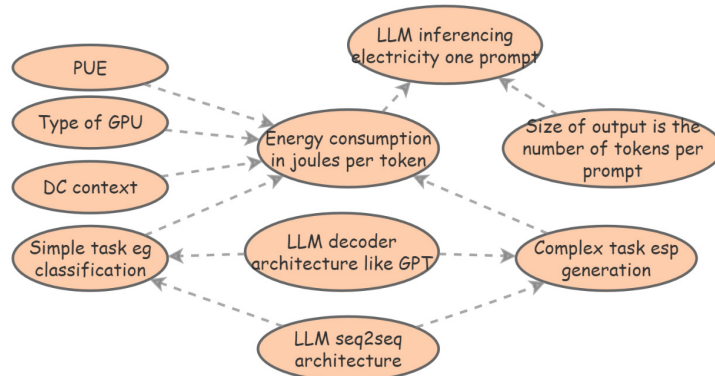 LLM inferencing
electricity one prompt
PUE
Type of GPU
Energy consumption
in joules per token
Size of output is the
number of tokens per
prompt
DC context
Simple task eg
classification
LLM decoder
architecture like GPT
Complex task esp
generation
LLM seq2seq
architecture